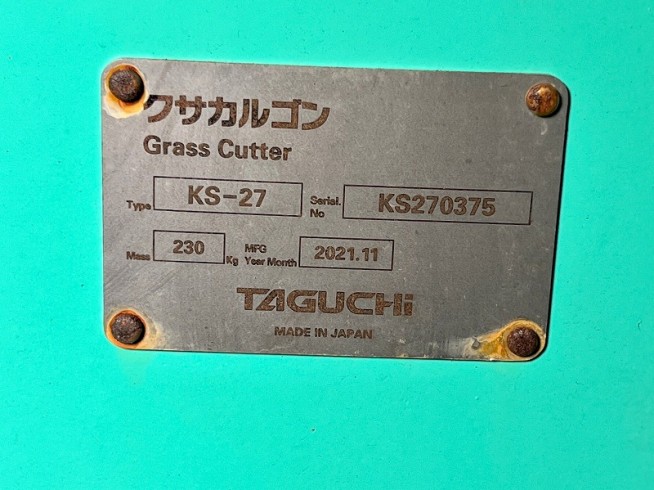 クサカルゴン
Grass Cutter
Type KS-27 Serial. No KS270375
Mass 230 Kg MFG Year Month 2021.11
TAGUCHi
MADE IN JAPAN